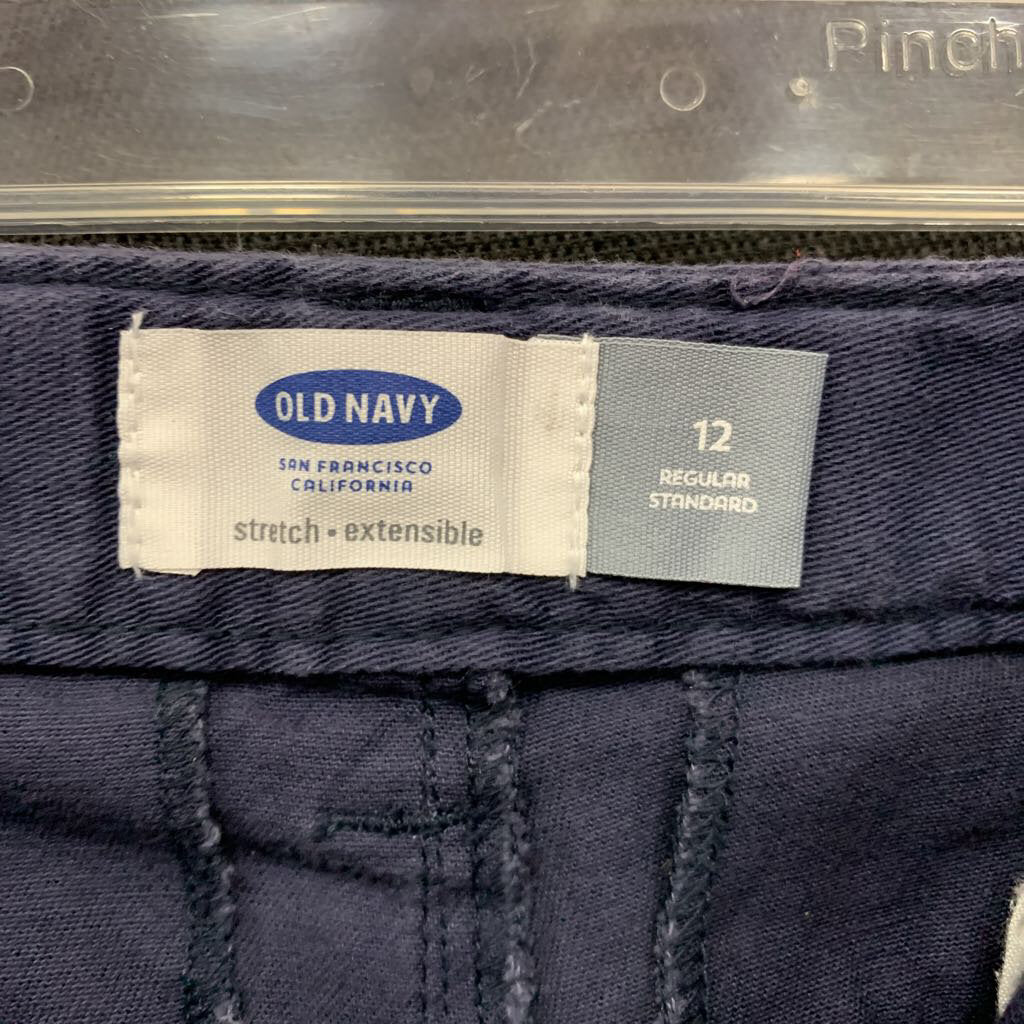 Pinch
OLD NAVY
SAN FRANCISCO
CALIFORNIA
stretch • extensible
12
REGULAR
STANDARD